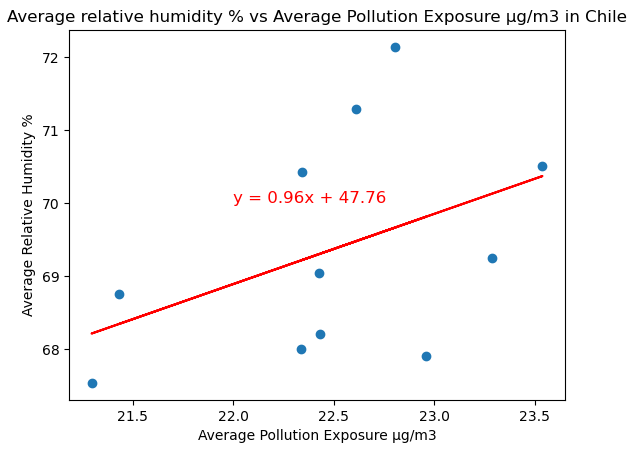 Average relative humidity % vs Average Pollution Exposure µg/m3 in Chile
72
71
70
69
68
Average Relative Humidity %
y = 0.96x + 47.76
21.5 22.0 22.5 23.0 23.5
Average Pollution Exposure µg/m3